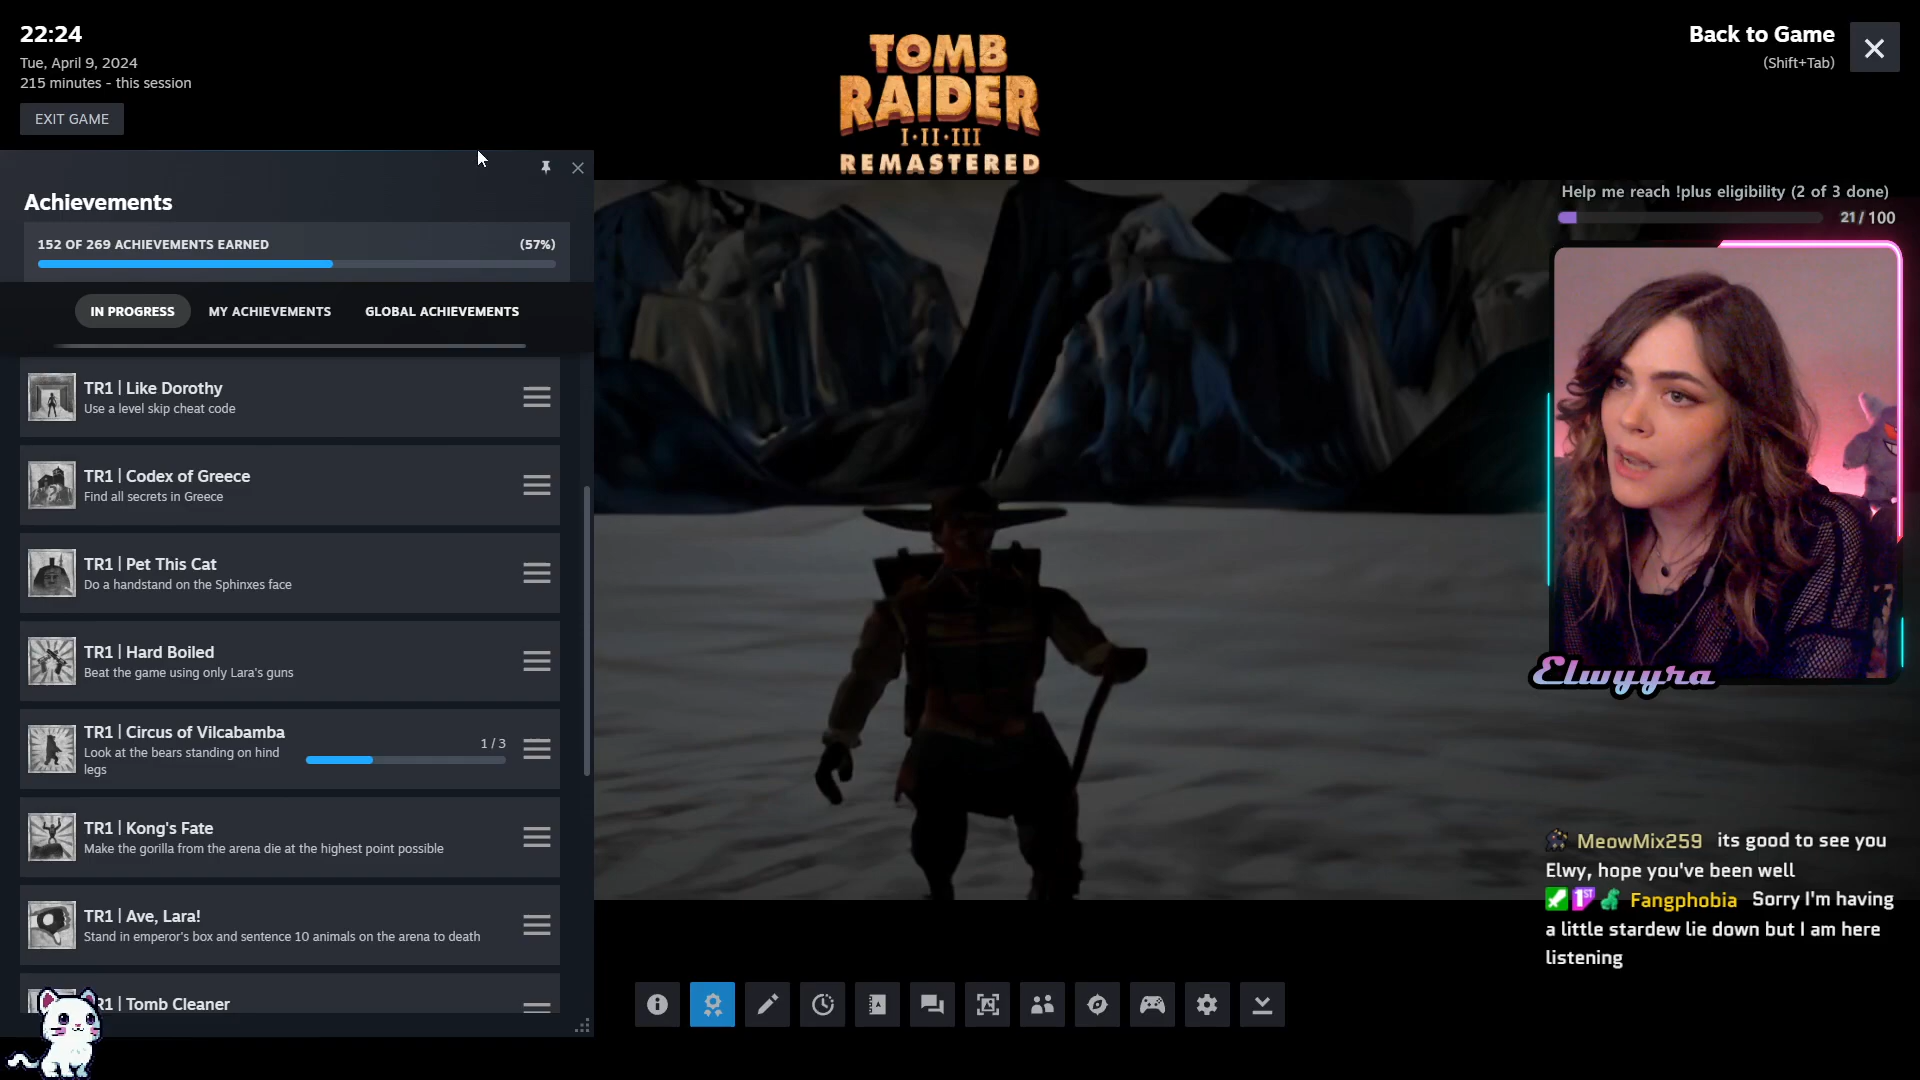 22:24
Tue, April 9, 2024
215 minutes - this session
EXIT GAME
TOMB
RAIDER
I·II·III
REMASTERED
Back to Game
(Shift+Tab)
Achievements
152 OF 269 ACHIEVEMENTS EARNED (57%)
IN PROGRESS MY ACHIEVEMENTS GLOBAL ACHIEVEMENTS
TR1 | Like Dorothy
Use a level skip cheat code
TR1 | Codex of Greece
Find all secrets in Greece
TR1 | Pet This Cat
Do a handstand on the Sphinxes face
TR1 | Hard Boiled
Beat the game using only Lara's guns
TR1 | Circus of Vilcabamba
Look at the bears standing on hind
legs
1 / 3
TR1 | Kong's Fate
Make the gorilla from the arena die at the highest point possible
TR1 | Ave, Lara!
Stand in emperor's box and sentence 10 animals on the arena to death
R1 | Tomb Cleaner
Help me reach !plus eligibility (2 of 3 done)
21 / 100
Elwyyra
MeowMix259 its good to see you
Elwy, hope you've been well
1ST Fangphobia Sorry I'm having
a little stardew lie down but I am here
listening